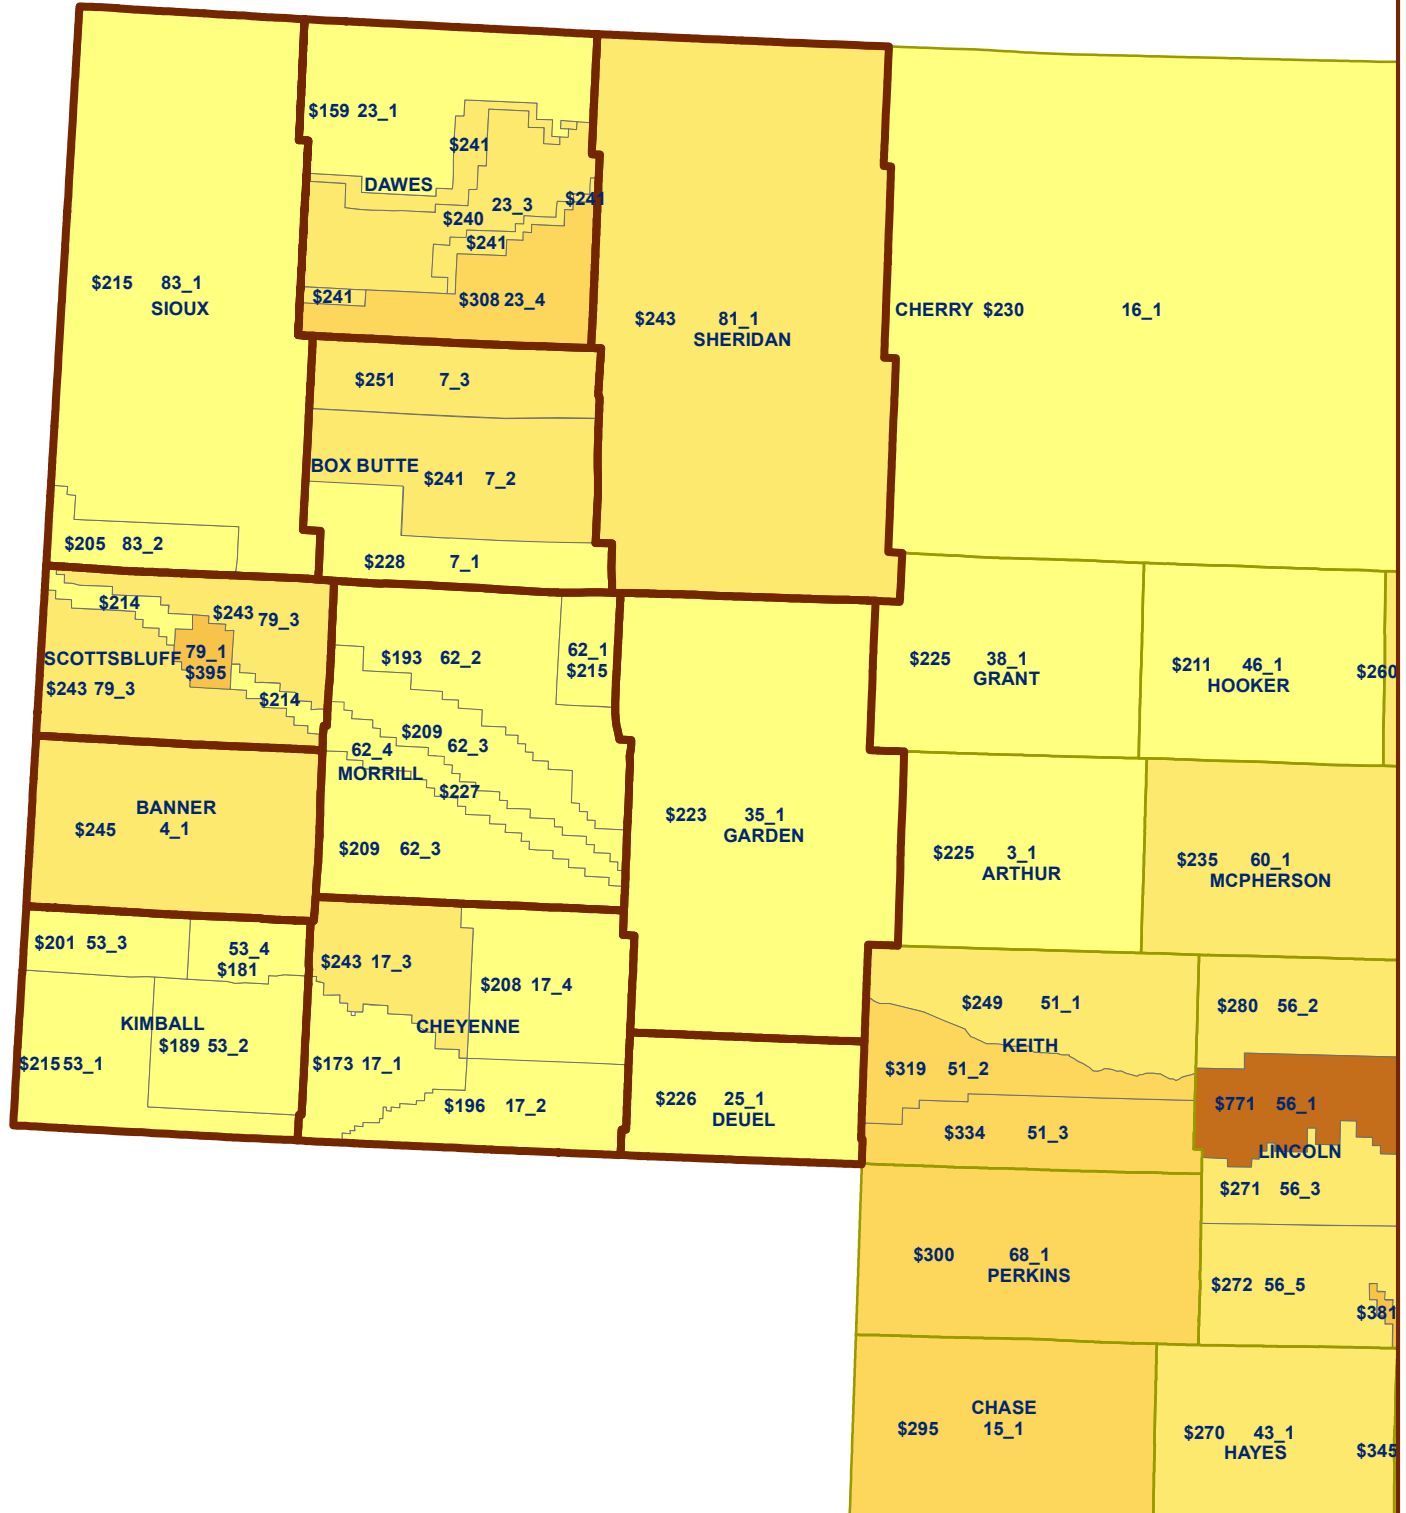 $159 23_1
$241
DAWES
23_3
$241
$240
$241
$215 83_1
SIOUX
$241
$308 23_4
$243 81_1
SHERIDAN
CHERRY $230 16_1
$251 7_3
BOX BUTTE
$241 7_2
$205 83_2
$228 7_1
$214
$243 79_3
79_1
$395
SCOTTSBLUFF
$243 79_3
$214
$193 62_2
62_1
$215
$209
62_3
62_4
MORRILL
$227
$209 62_3
$225 38_1
GRANT
$211 46_1
HOOKER
$260
BANNER
$245 4_1
$223 35_1
GARDEN
$225 3_1
ARTHUR
$235 60_1
MCPHERSON
$201 53_3
53_4
$181
$243 17_3
$208 17_4
KIMBALL
CHEYENNE
$189 53_2
$215 53_1
$173 17_1
$196 17_2
$226 25_1
DEUEL
$249 51_1
KEITH
$319 51_2
$334 51_3
$280 56_2
$771 56_1
LINCOLN
$271 56_3
$300 68_1
PERKINS
$272 56_5
$381
CHASE
$295 15_1
$270 43_1
HAYES
$345